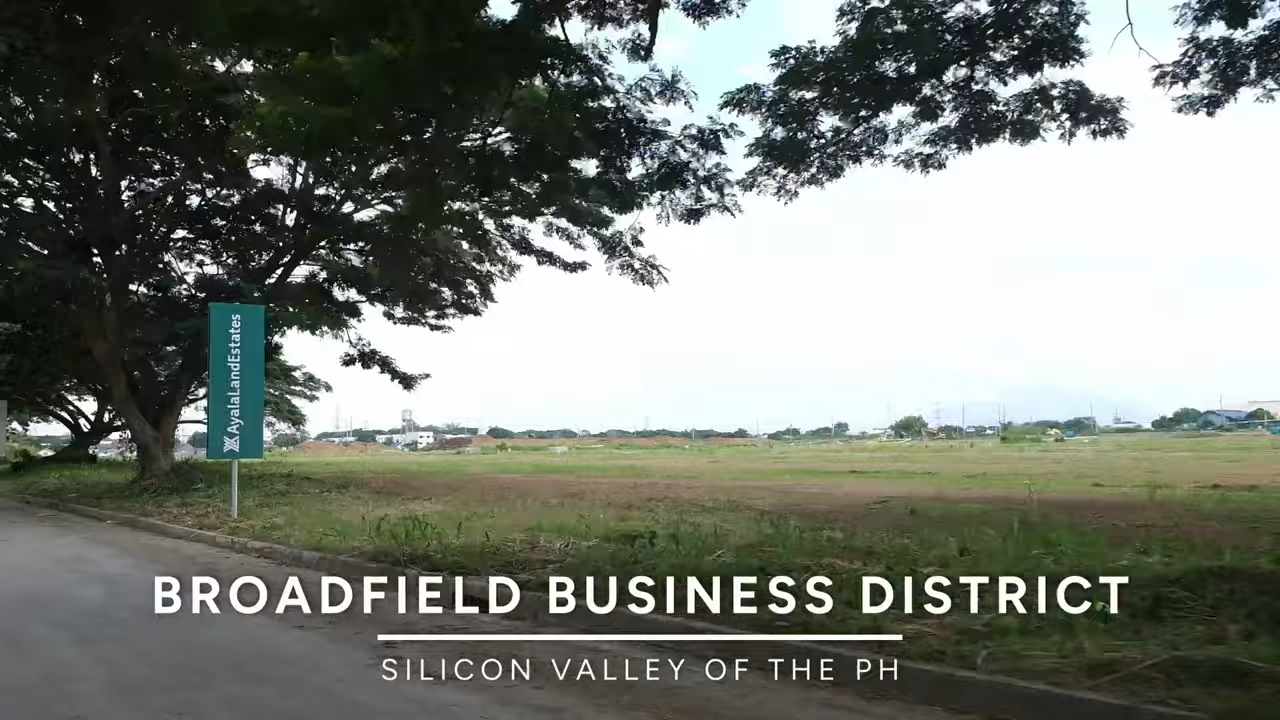 AyalaLandEstates
BROADFIELD BUSINESS DISTRICT
SILICON VALLEY OF THE PH